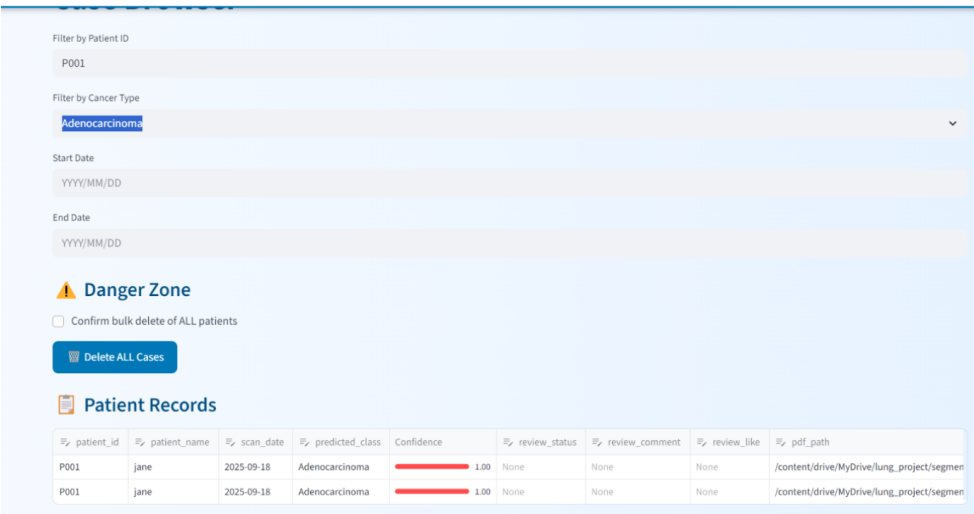 Filter by Patient ID
P001
Filter by Cancer Type
Adenocarcinoma
Start Date
YYYY/MM/DD
End Date
YYYY/MM/DD
Danger Zone
Confirm bulk delete of ALL patients
Delete ALL Cases
Patient Records
patient_id patient_name scan_date predicted_class Confidence review_status review_comment review_like pdf_path
P001 jane 2025-09-18 Adenocarcinoma 1.00 None None None /content/drive/MyDrive/lung_project/segmen
P001 jane 2025-09-18 Adenocarcinoma 1.00 None None None /content/drive/MyDrive/lung_project/segmen